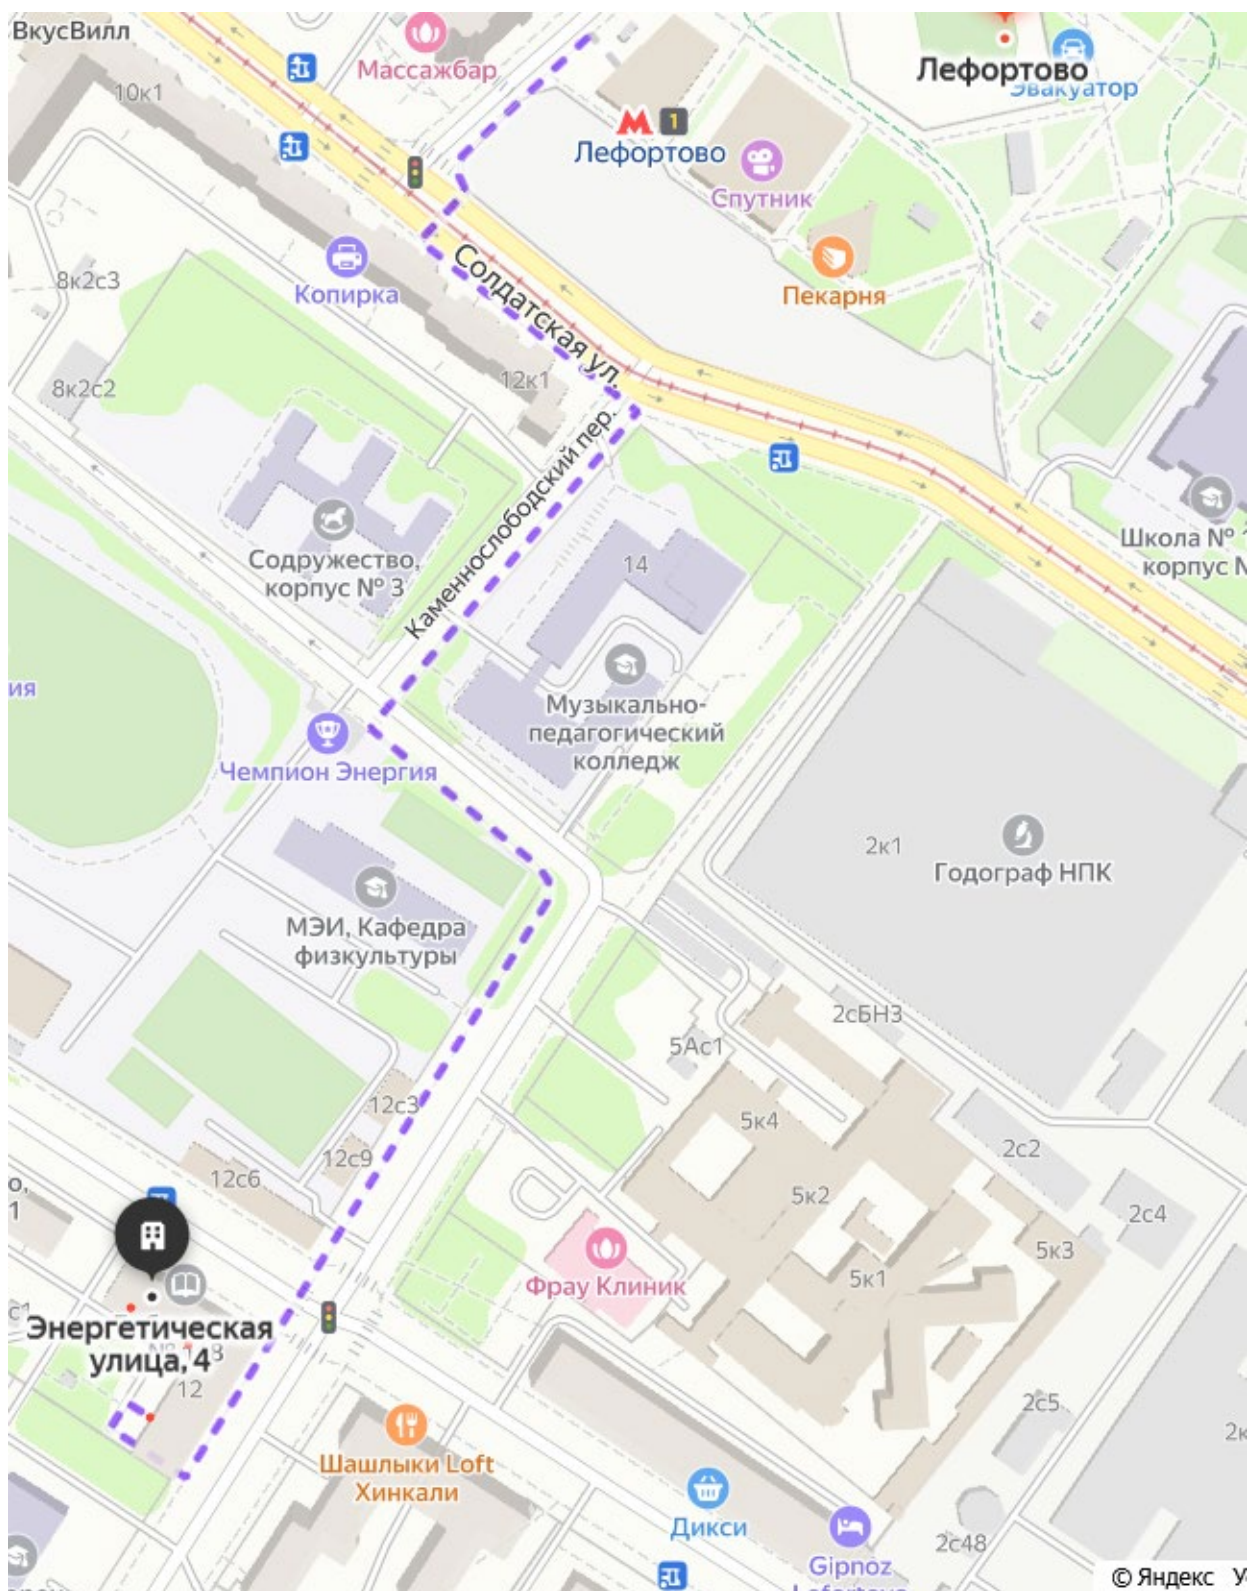 ВкусВилл
Массажбар
Лефортово
Эвакуатор
10к1
1
Лефортово
Спутник
8к2с3
Копирка
Солдатская ул.
Пекарня
8к2с2
12к1
Каменнослободский пер.
Содружество,
корпус № 3
14
Школа №
корпус
ия
Музыкально-
педагогический
колледж
Чемпион Энергия
2к1
Годограф НПК
МЭИ, Кафедра
физкультуры
2сБН3
5Ас1
12с3
5к4
12с9
2с2
12с6
5к2
2с4
1
5к3
Фрау Клиник
5к1
Энергетическая
улица, 4
12
2с5
Шашлыки Loft
Хинкали
Дикси
2с48
Gipnoz
© Яндекс